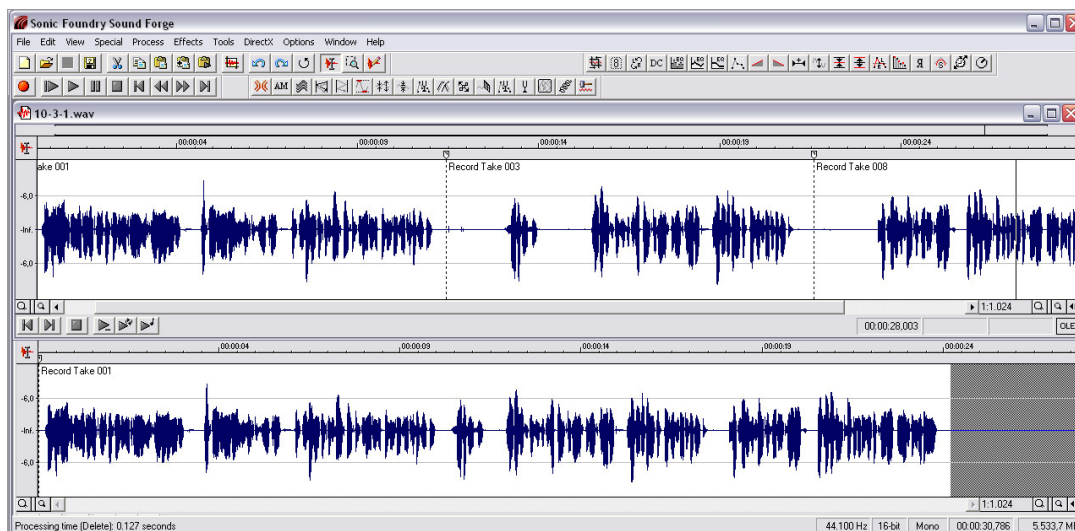 Sonic Foundry Sound Forge
File Edit View Special Process Effects Tools DirectX Options Window Help
DC
AM
10-3-1.wav
00:00:04 00:00:09 00:00:14 00:00:19 00:00:24
ake 001 Record Take 003 Record Take 008
-6,0
-Inf.
-6,0
1:1.024
00:00:28,003 OLE
00:00:04 00:00:09 00:00:14 00:00:19 00:00:24
Record Take 001
-6,0
-Inf.
-6,0
1:1.024
Processing time (Delete): 0.127 seconds 44.100 Hz 16-bit Mono 00:00:30,786 5.533,7 M